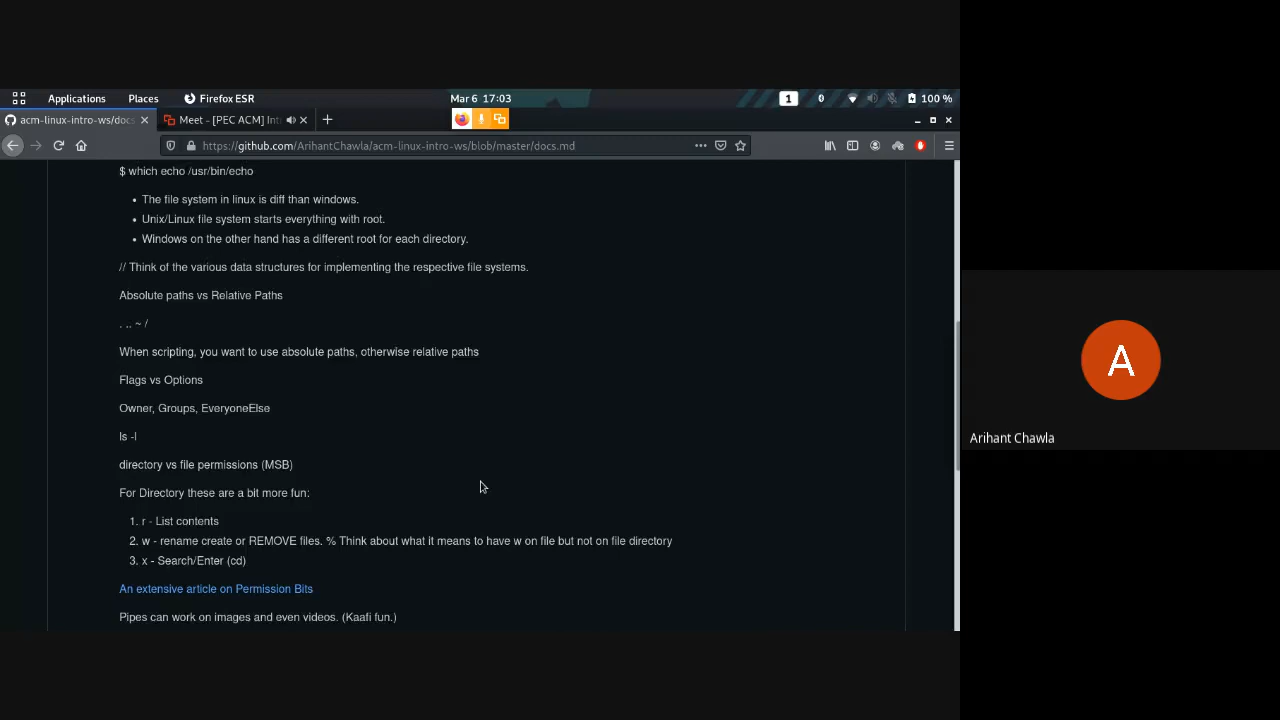 Applications Places Firefox ESR Mar 6 17:03 1 0 100 %
acm-linux-intro-ws/docs Meet - [PEC ACM] Int
https://github.com/ArihantChawla/acm-linux-intro-ws/blob/master/docs.md
$ which echo /usr/bin/echo
• The file system in linux is diff than windows.
• Unix/Linux file system starts everything with root.
• Windows on the other hand has a different root for each directory.
// Think of the various data structures for implementing the respective file systems.
Absolute paths vs Relative Paths
. .. ~ /
When scripting, you want to use absolute paths, otherwise relative paths
Flags vs Options
Owner, Groups, EveryoneElse
ls -l
directory vs file permissions (MSB)
For Directory these are a bit more fun:
1. r - List contents
2. w - rename create or REMOVE files. % Think about what it means to have w on file but not on file directory
3. x - Search/Enter (cd)
An extensive article on Permission Bits
Pipes can work on images and even videos. (Kaafi fun.)
A
Arihant Chawla